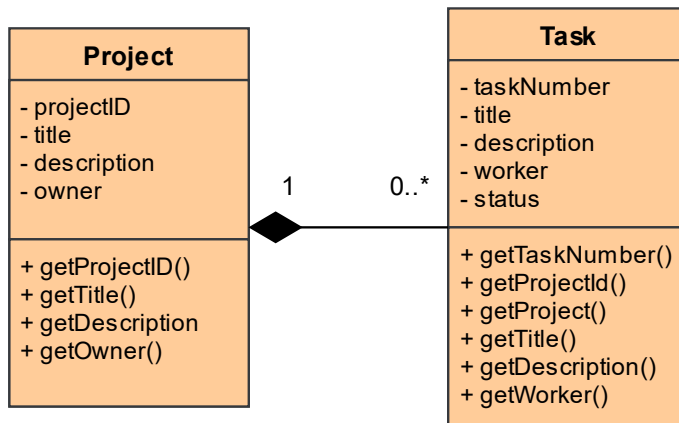 Project
- projectID
- title
- description
- owner
+ getProjectID()
+ getTitle()
+ getDescription
+ getOwner()
1
0..*
Task
- taskNumber
- title
- description
- worker
- status
+ getTaskNumber()
+ getProjectId()
+ getProject()
+ getTitle()
+ getDescription()
+ getWorker()